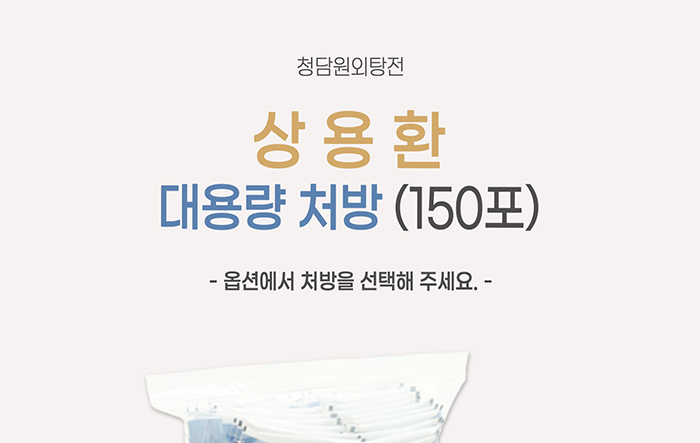 청담원외탕전
상용환
대용량 처방 (150포)
- 옵션에서 처방을 선택해 주세요. -